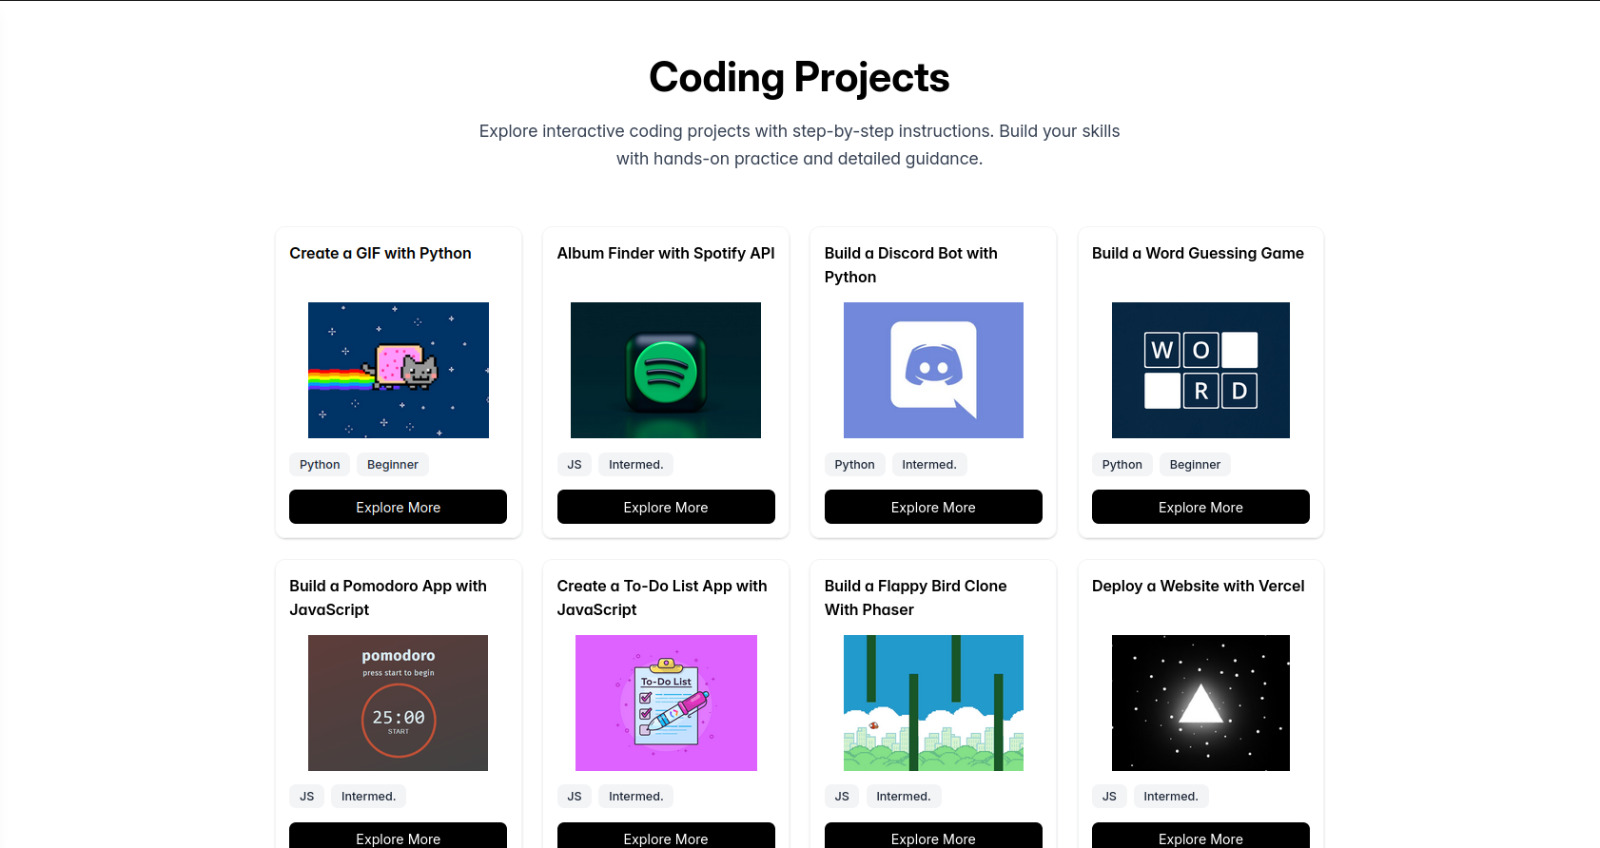 Coding Projects
Explore interactive coding projects with step-by-step instructions. Build your skills
with hands-on practice and detailed guidance.
Create a GIF with Python
Python
Beginner
Explore More
Album Finder with Spotify API
JS
Intermed.
Explore More
Build a Discord Bot with
Python
Python
Intermed.
Explore More
Build a Word Guessing Game
W O
R D
Python
Beginner
Explore More
Build a Pomodoro App with
JavaScript
pomodoro
press start to begin
25:00
START
JS
Intermed.
Explore More
Create a To-Do List App with
JavaScript
To-Do List
JS
Intermed.
Explore More
Build a Flappy Bird Clone
With Phaser
JS
Intermed.
Explore More
Deploy a Website with Vercel
JS
Intermed.
Explore More